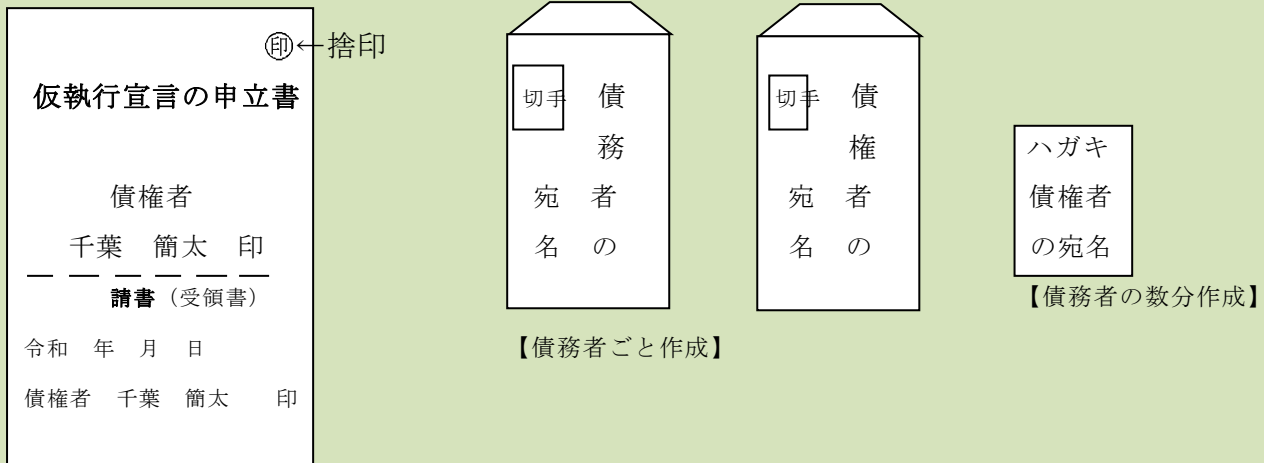 ㊞←捨印
仮執行宣言の申立書
債権者
千葉　簡太　印
請書（受領書）
令和　年　月　日
債権者　千葉　簡太　　印
切手
債務者の
宛名
【債務者ごと作成】
切手
債権者の
宛名
ハガキ
債権者
の宛名
【債務者の数分作成】